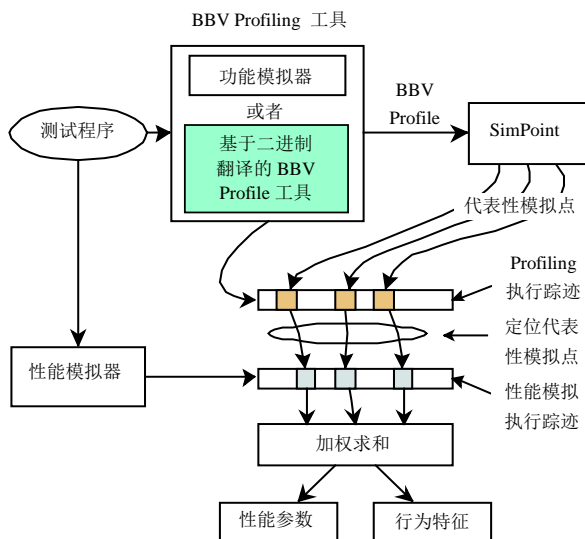 BBV Profiling 工具
功能模拟器
或者
基于二进制
翻译的 BBV
Profile 工具
测试程序
BBV
Profile
SimPoint
代表性模拟点
Profiling
执行踪迹
定位代表
性模拟点
性能模拟器
性能模拟
执行踪迹
加权求和
性能参数
行为特征